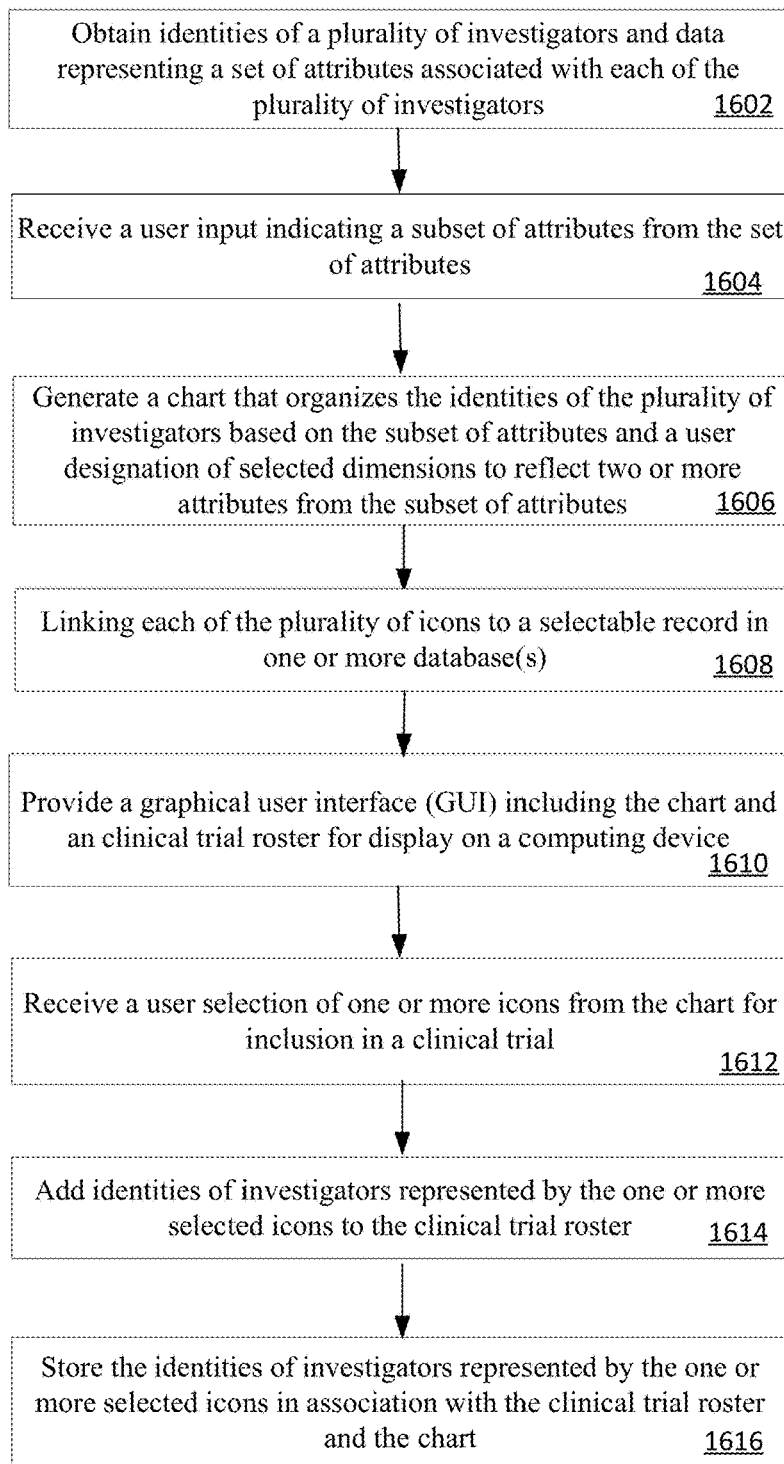 Obtain identities of a plurality of investigators and data
representing a set of attributes associated with each of the
plurality of investigators
1602
Receive a user input indicating a subset of attributes from the set
of attributes
1604
Generate a chart that organizes the identities of the plurality of
investigators based on the subset of attributes and a user
designation of selected dimensions to reflect two or more
attributes from the subset of attributes
1606
Linking each of the plurality of icons to a selectable record in
one or more database(s)
1608
Provide a graphical user interface (GUI) including the chart and
an clinical trial roster for display on a computing device
1610
Receive a user selection of one or more icons from the chart for
inclusion in a clinical trial
1612
Add identities of investigators represented by the one or more
selected icons to the clinical trial roster
1614
Store the identities of investigators represented by the one or
more selected icons in association with the clinical trial roster
and the chart
1616